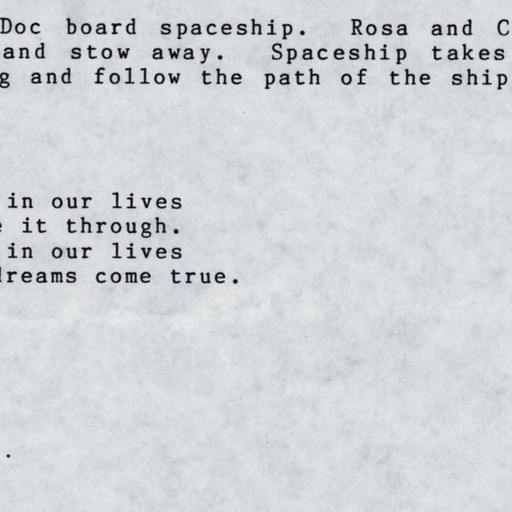 Doc board spaceship. Rosa and C
and stow away. Spaceship takes
g and follow the path of the ship
in our lives
e it through.
in our lives
dreams come true.
.